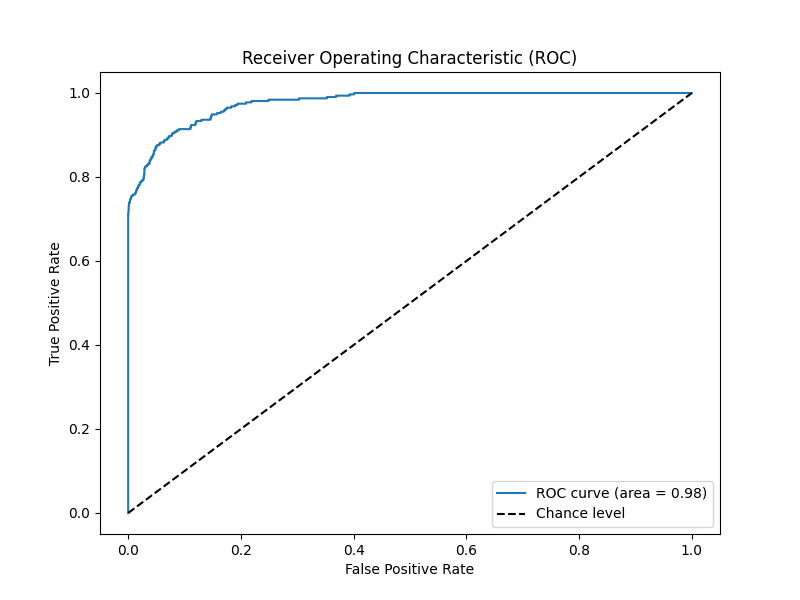 Receiver Operating Characteristic (ROC)
1.0
0.8
0.6
0.4
0.2
0.0
True Positive Rate
ROC curve (area = 0.98)
Chance level
0.0 0.2 0.4 0.6 0.8 1.0
False Positive Rate